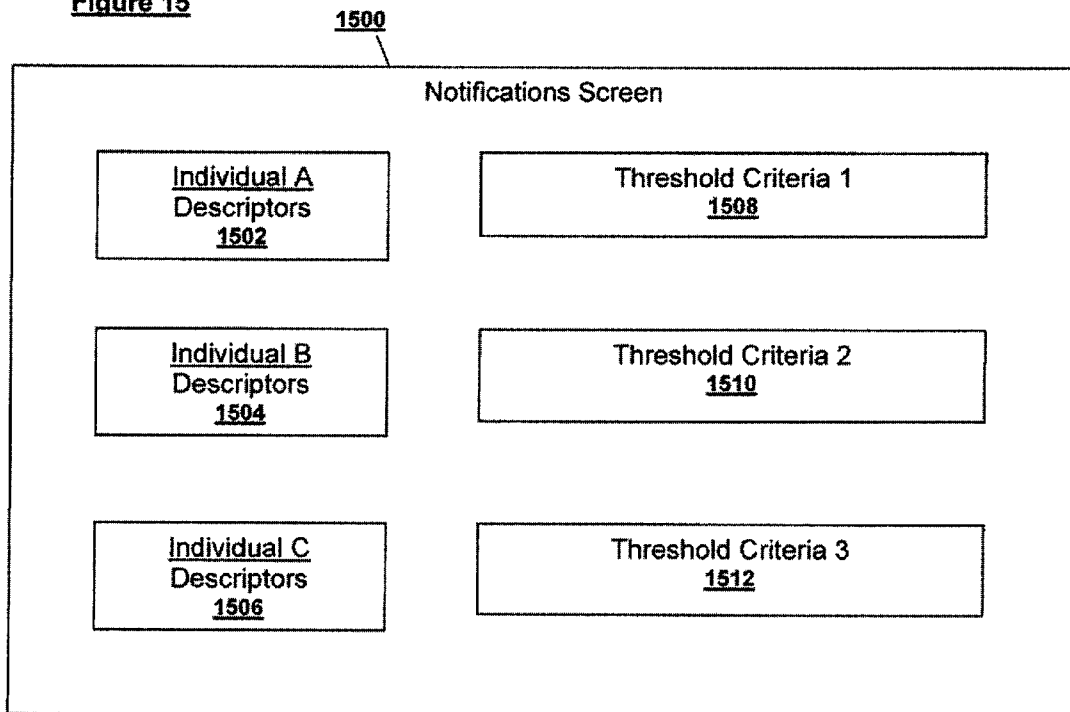 Figure 15
1500
Notifications Screen
Individual A
Descriptors
1502
Threshold Criteria 1
1508
Individual B
Descriptors
1504
Threshold Criteria 2
1510
Individual C
Descriptors
1506
Threshold Criteria 3
1512